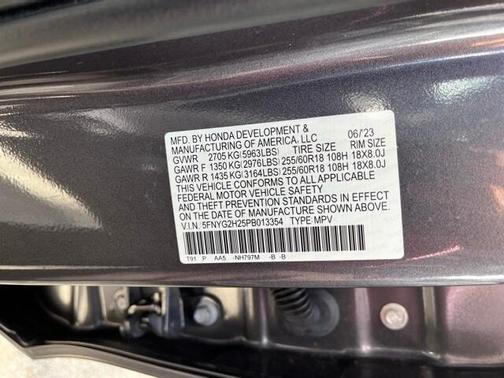 MFD. BY HONDA DEVELOPMENT & 06/23
MANUFACTURING OF AMERICA, LLC
GVWR 2705 KG(5963LBS) TIRE SIZE RIM SIZE
GAWR F 1350 KG(2976LBS) 255/60R18 108H 18X8.0J
GAWR R 1435 KG(3164LBS) 255/60R18 108H 18X8.0J
THIS VEHICLE CONFORMS TO ALL APPLICABLE
FEDERAL MOTOR VEHICLE SAFETY
AND THEFT PREVENTION STANDARDS IN EFFECT
ON THE DATE OF MANUFACTURE SHOWN ABOVE.
V.I.N. 5FNYG2H25PB013354 TYPE:MPV
T91 P AA5 -NH797M -B -B